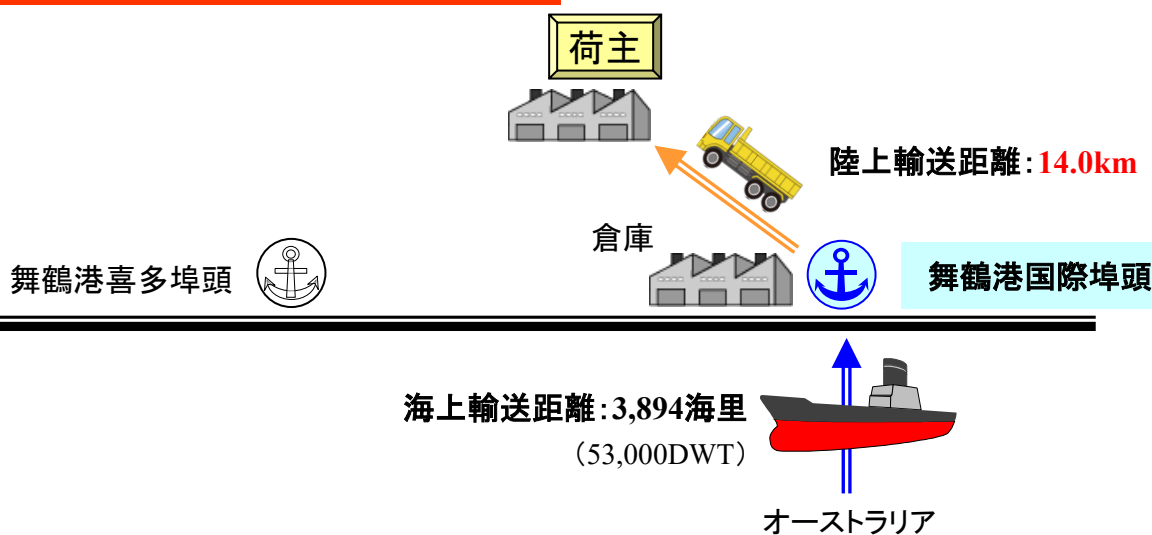 荷主
陸上輸送距離：14.0km
倉庫
舞鶴港喜多埠頭
舞鶴港国際埠頭
海上輸送距離：3,894海里
（53,000DWT）
オーストラリア